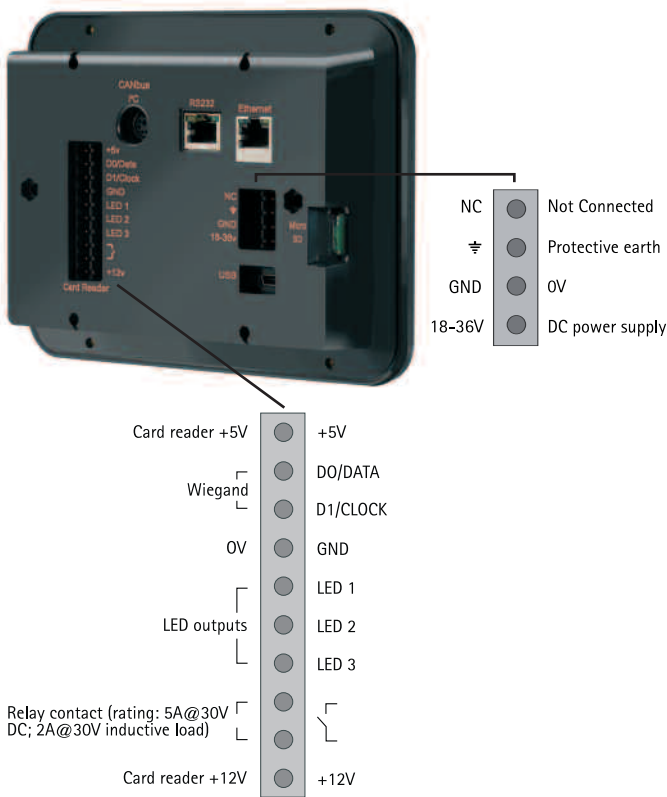 CANbus
I²C
RS232
Ethernet
+5v
D0/Data
D1/Clock
GND
LED 1
LED 2
LED 3
+12v
Card Reader
NC
GND
18-36v
USB
Micro
SD
NC Not Connected
Protective earth
GND 0V
18-36V DC power supply
Card reader +5V +5V
Wiegand
DO/DATA
D1/CLOCK
0V GND
LED outputs
LED 1
LED 2
LED 3
Relay contact (rating: 5A@30V
DC; 2A@30V inductive load)
Card reader +12V +12V